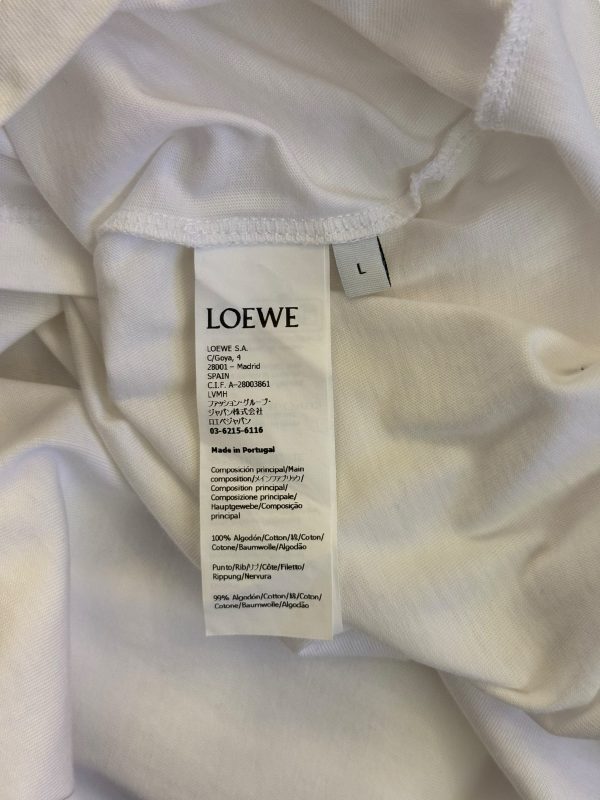 L
LOEWE
LOEWE S.A.
C/Goya, 4
28001 – Madrid
SPAIN
C.I.F. A-28003861
LVMH
ファッション・グループ・
ジャパン株式会社
ロエベジャパン
03-6215-6116
Made in Portugal
Composición principal/Main
composition/メインファブリック/
Composition principal/
Composizione principale/
Hauptgewebe/Composição
principal
100% Algodón/Cotton/綿/Coton/
Cotone/Baumwolle/Algodão
Punto/Rib/リブ/Côte/Filetto/
Rippung/Nervura
99% Algodón/Cotton/綿/Coton/
Cotone/Baumwolle/Algodão